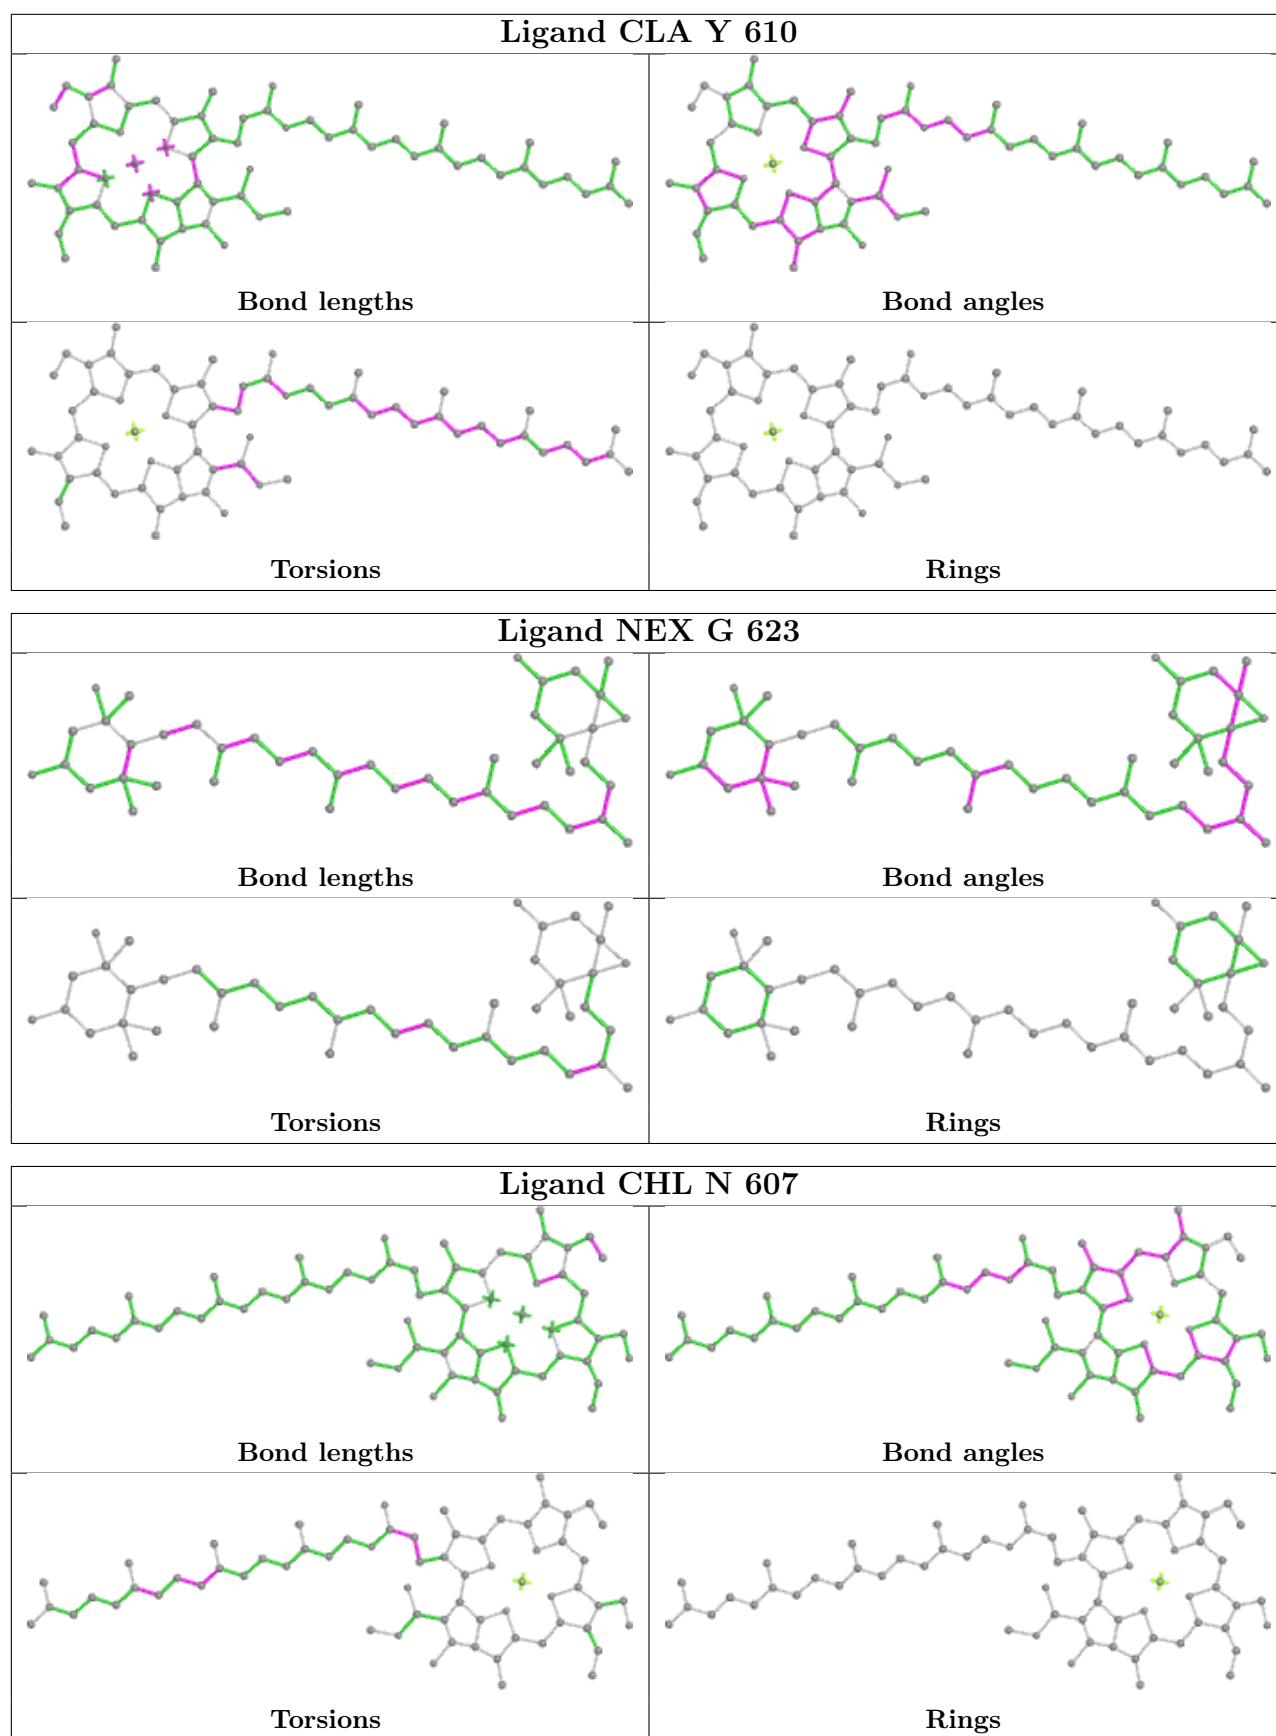 Ligand CLA Y 610
Bond lengths
Bond angles
Torsions
Rings
Ligand NEX G 623
Bond lengths
Bond angles
Torsions
Rings
Ligand CHL N 607
Bond lengths
Bond angles
Torsions
Rings